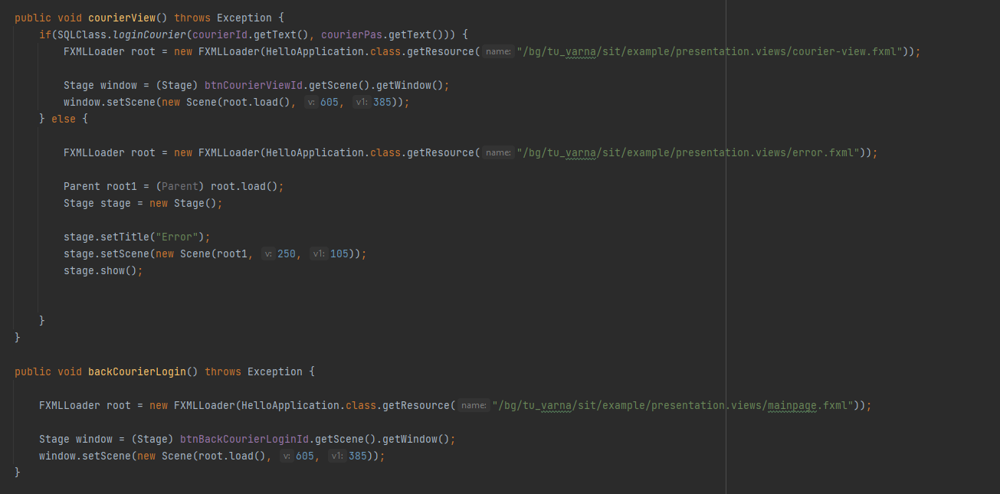 public void courierView() throws Exception {
if(SQLClass.loginCourier(courierId.getText(), courierPas.getText())) {
FXMLLoader root = new FXMLLoader(HelloApplication.class.getResource( name: "/bg/tu_varna/sit/example/presentation.views/courier-view.fxml"));
Stage window = (Stage) btnCourierViewId.getScene().getWindow();
window.setScene(new Scene(root.load(), v: 605, v1: 385));
} else {
FXMLLoader root = new FXMLLoader(HelloApplication.class.getResource( name: "/bg/tu_varna/sit/example/presentation.views/error.fxml"));
Parent root1 = (Parent) root.load();
Stage stage = new Stage();
stage.setTitle("Error");
stage.setScene(new Scene(root1, v: 250, v1: 105));
stage.show();
}
}
public void backCourierLogin() throws Exception {
FXMLLoader root = new FXMLLoader(HelloApplication.class.getResource( name: "/bg/tu_varna/sit/example/presentation.views/mainpage.fxml"));
Stage window = (Stage) btnBackCourierLoginId.getScene().getWindow();
window.setScene(new Scene(root.load(), v: 605, v1: 385));
}